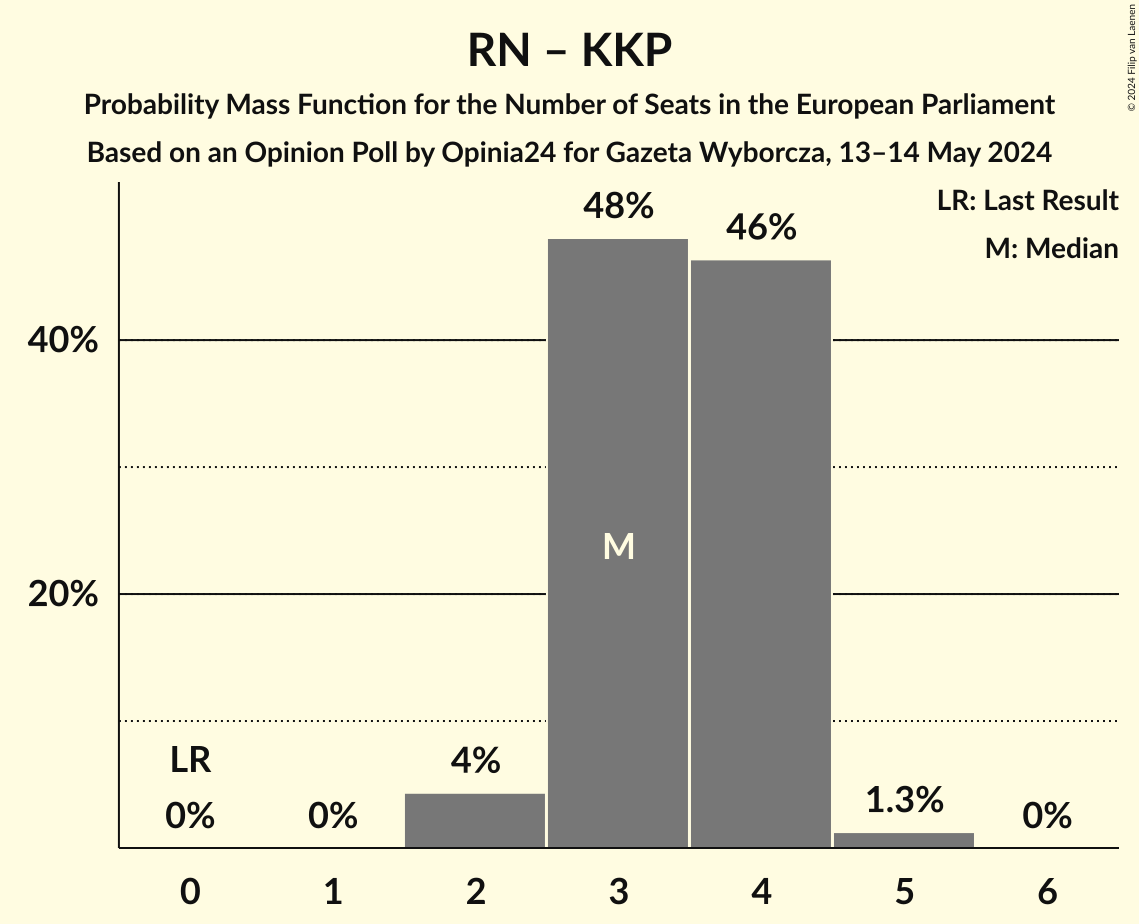 RN – KKP
Probability Mass Function for the Number of Seats in the European Parliament
Based on an Opinion Poll by Opinia24 for Gazeta Wyborcza, 13–14 May 2024
© 2024 Filip van Laenen
LR: Last Result
M: Median
48%
46%
40%
M
20%
LR
4%
1.3%
0%
0%
0%
0
1
2
3
4
5
6